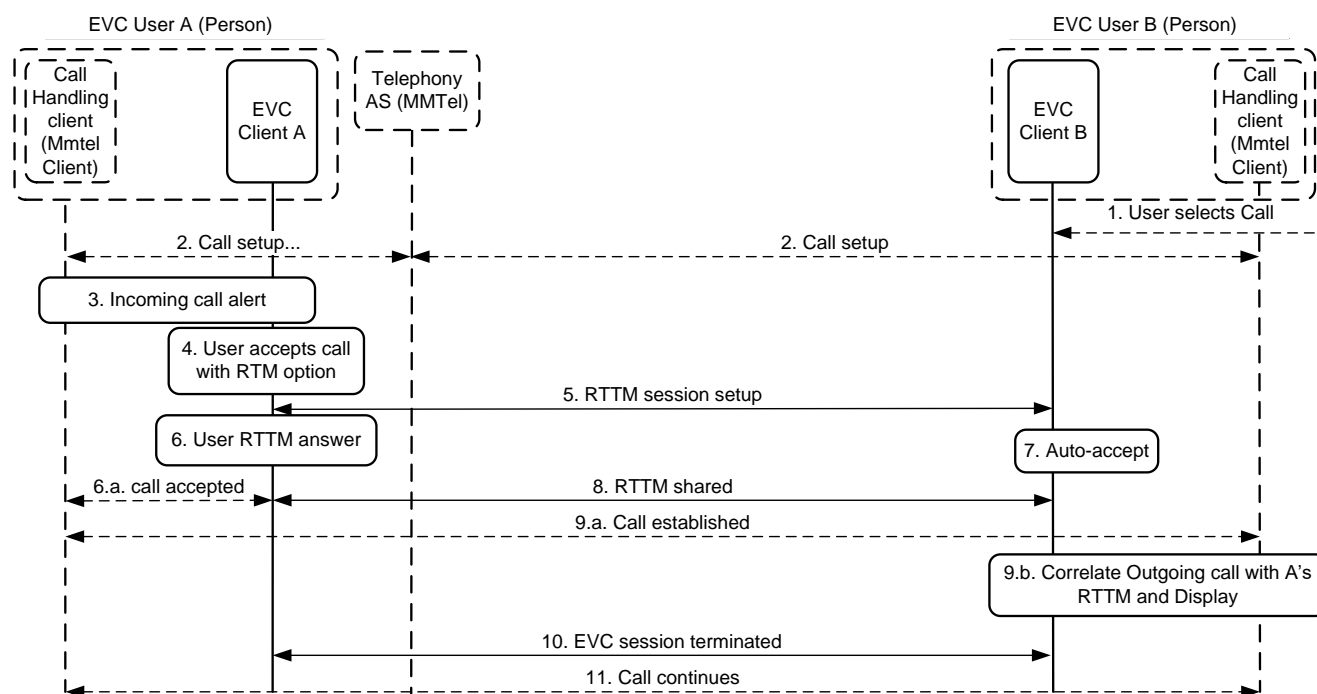 EVC User A (Person)
EVC User B (Person)
Call
Handling
client
(Mmtel
Client)
EVC
Client A
Telephony
AS (MMTel)
EVC
Client B
Call
Handling
client
(Mmtel
Client)
1. User selects Call
2. Call setup...
2. Call setup
3. Incoming call alert
4. User accepts call
with RTM option
5. RTTM session setup
6. User RTTM answer
7. Auto-accept
6.a. call accepted
8. RTTM shared
9.a. Call established
9.b. Correlate Outgoing call with A's
RTTM and Display
10. EVC session terminated
11. Call continues